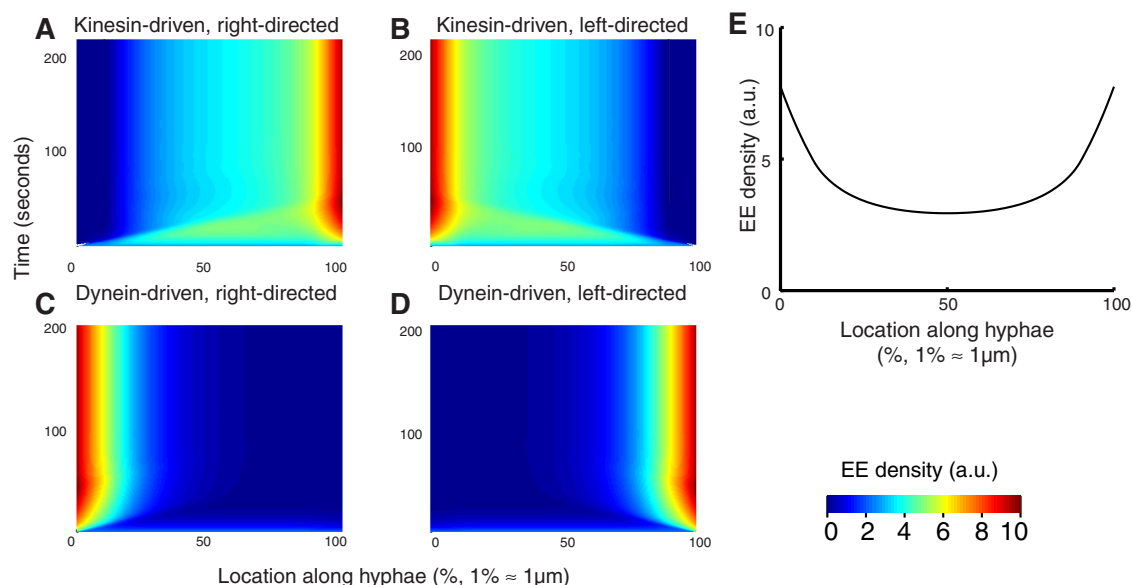 A Kinesin-driven, right-directed
B Kinesin-driven, left-directed
200
100
0 50 100
200
100
0 50 100
Time (seconds)
C Dynein-driven, right-directed
D Dynein-driven, left-directed
200
100
0 50 100
200
100
0 50 100
Location along hyphae (%, 1% ≈ 1μm)
E
10
5
0
EE density (a.u.)
0 50 100
Location along hyphae
(%, 1% ≈ 1μm)
EE density (a.u.)
0 2 4 6 8 10